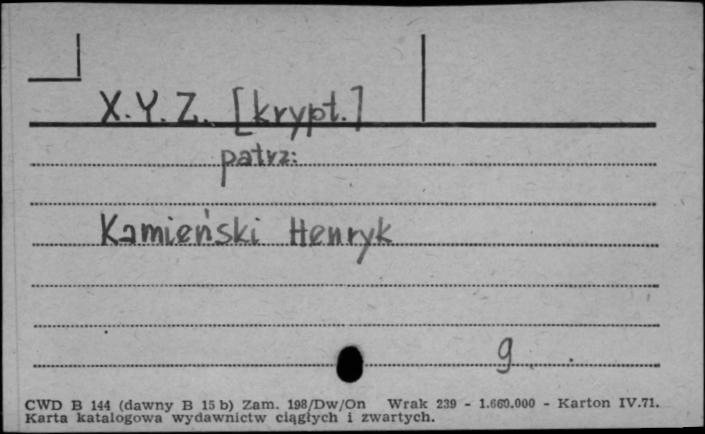 X.Y.Z. [krypt.]
patrz:
Kamieński Henryk
g
CWD B 144 (dawny B 15 b) Zam. 198/Dw/On Wrak 239 - 1.660.000 - Karton IV.71.
Karta katalogowa wydawnictw ciągłych i zwartych.